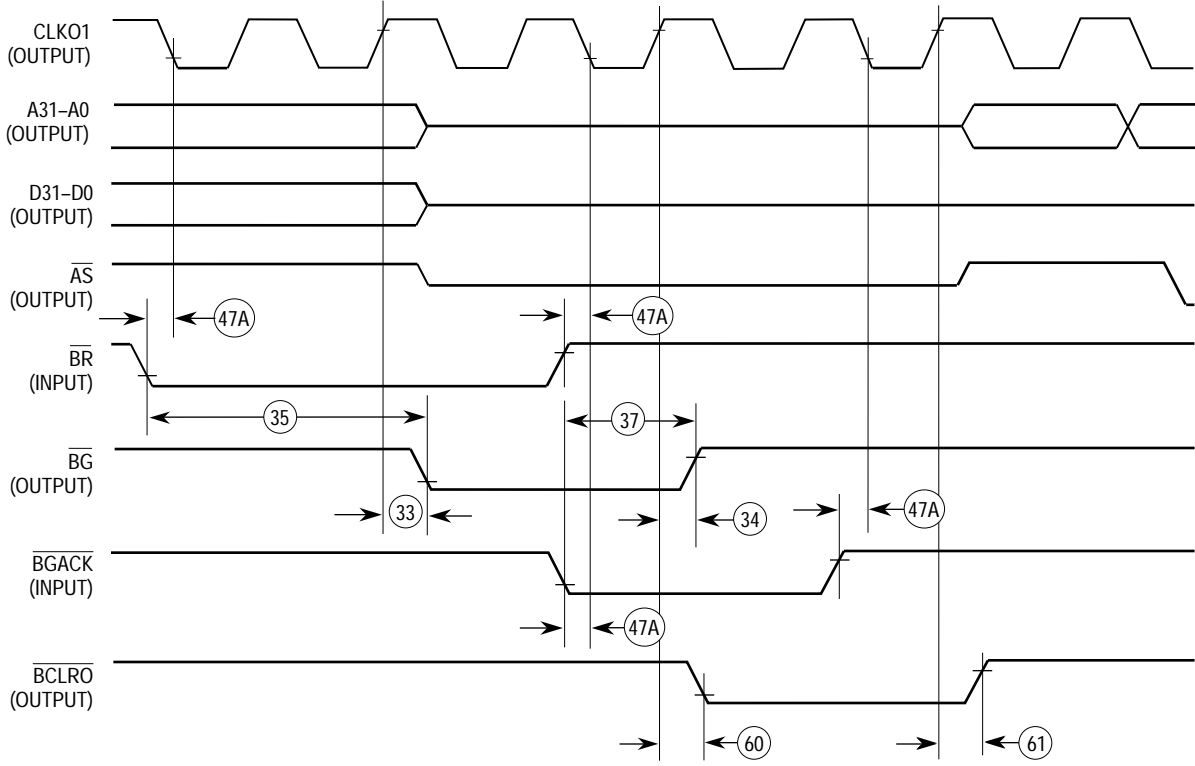 CLKO1
(OUTPUT)
A31–A0
(OUTPUT)
D31–D0
(OUTPUT)
AS
(OUTPUT)
47A
47A
BR
(INPUT)
35
37
BG
(OUTPUT)
33
34
47A
BGACK
(INPUT)
47A
BCLRO
(OUTPUT)
60
61